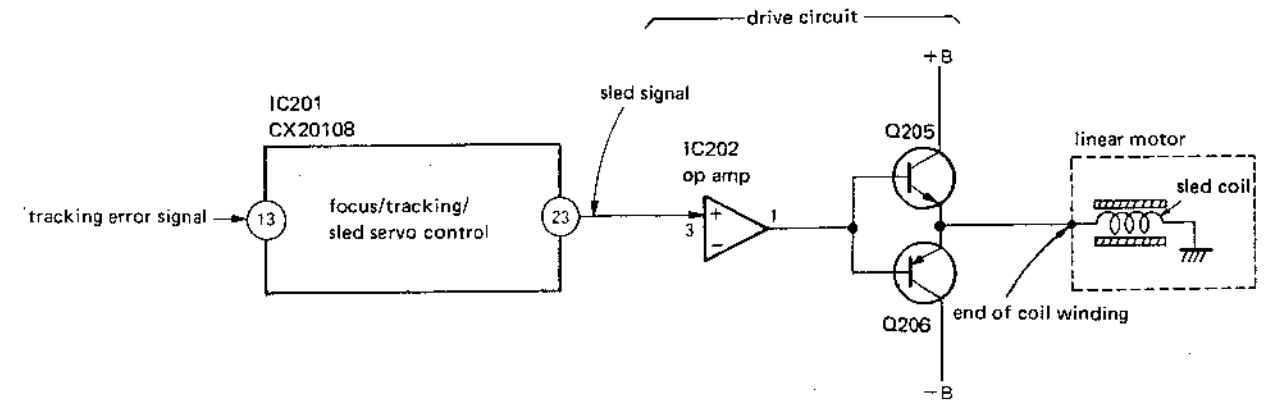 drive circuit
+B
sled signal
IC201
CX20108
Q205
linear motor
IC202
op amp
sled coil
tracking error signal
13
focus/tracking/
sled servo control
23
+
3
1
−
Q206
end of coil winding
−B